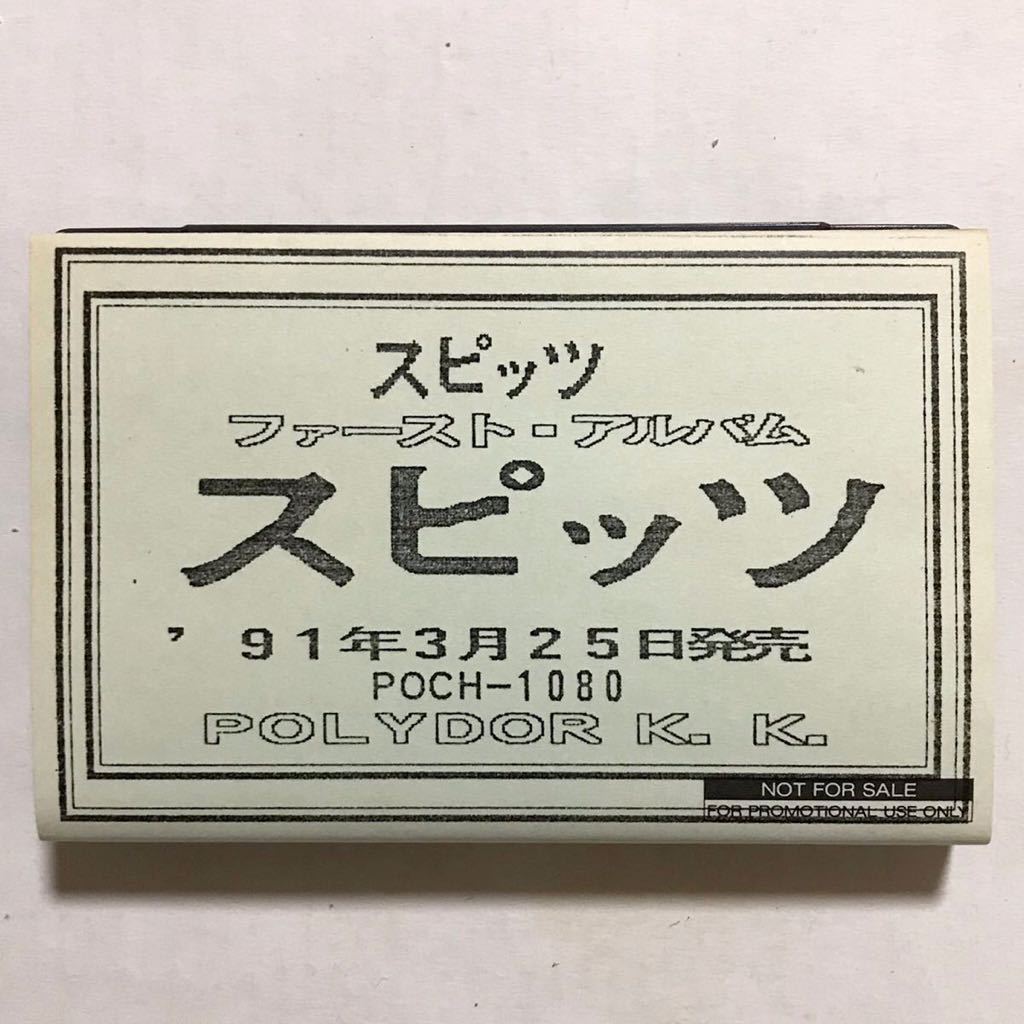 スピッツ
ファースト・アルバム
スピッツ
’９１年３月２５日発売
POCH-1080
POLYDOR K. K.
NOT FOR SALE
FOR PROMOTIONAL USE ONLY